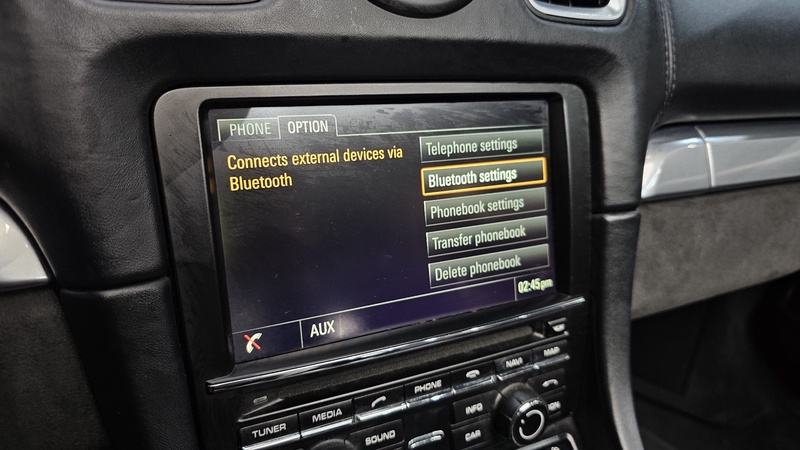 PHONE OPTION
Connects external devices via
Bluetooth
Telephone settings
Bluetooth settings
Phonebook settings
Transfer phonebook
Delete phonebook
02:45pm
AUX
TUNER MEDIA PHONE NAVI MAP
SOUND INFO
CAR